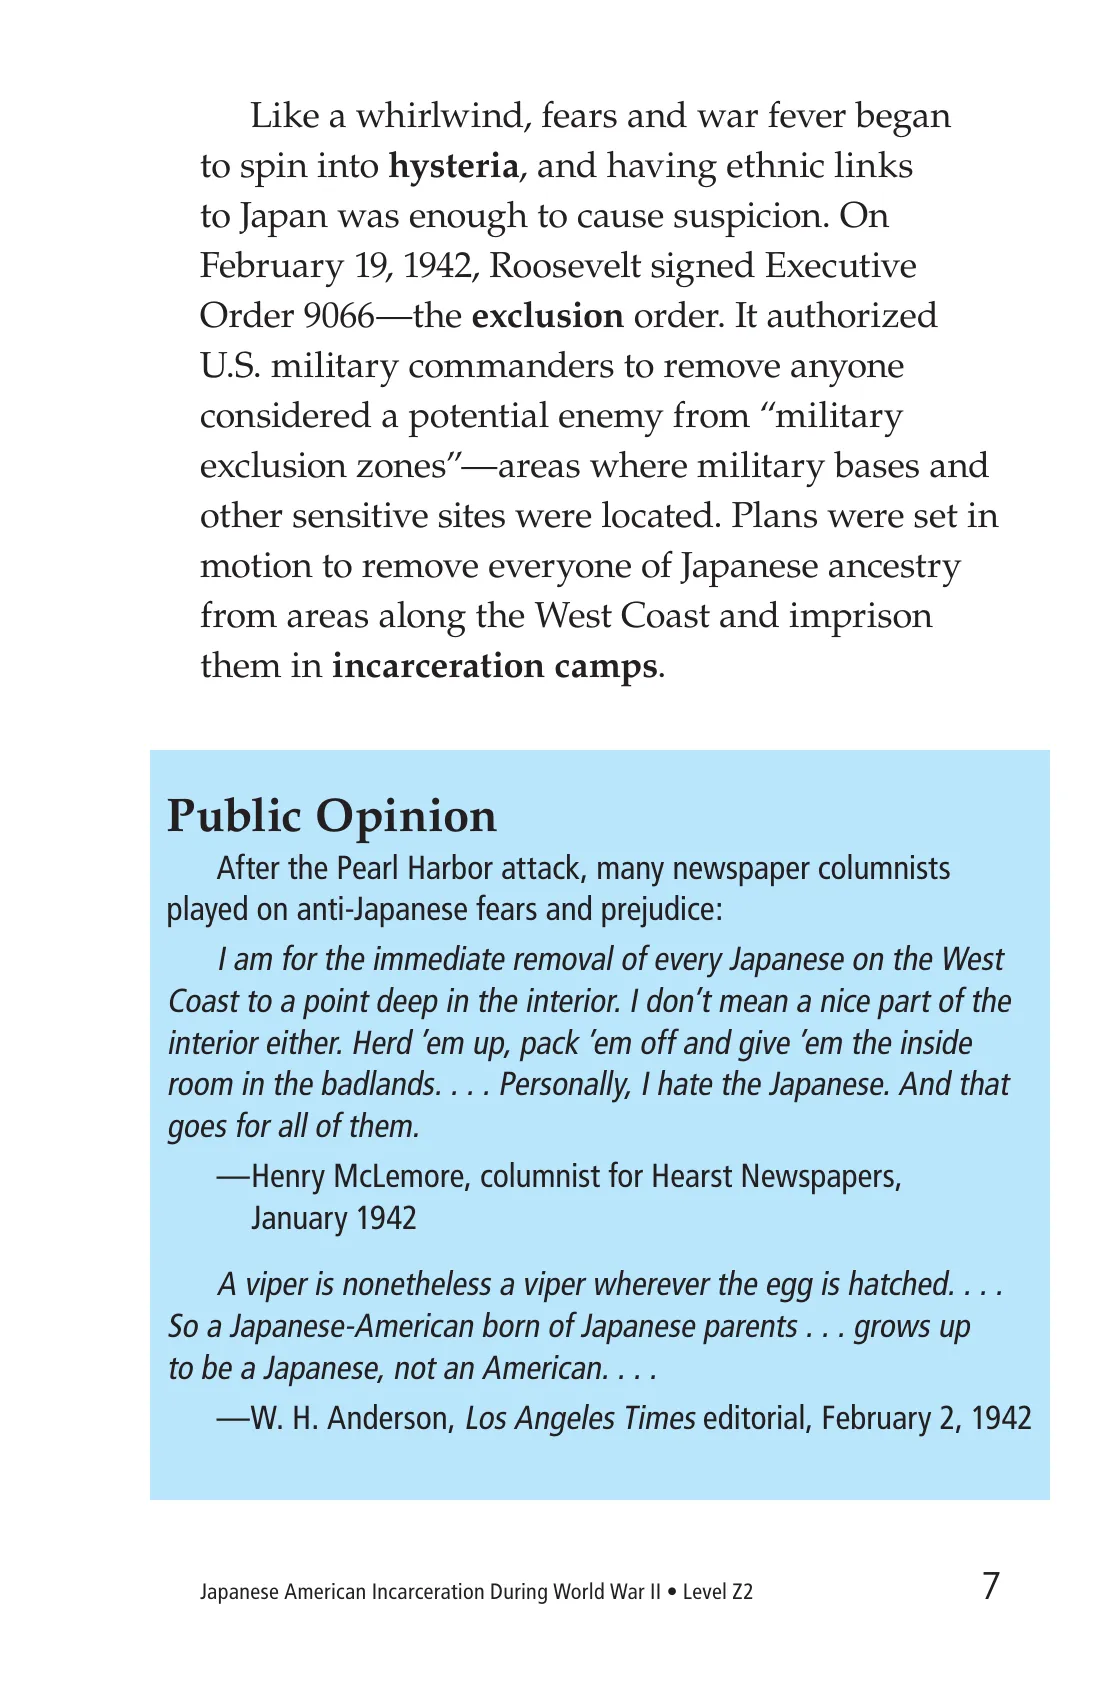 Like a whirlwind, fears and war fever began
to spin into hysteria, and having ethnic links
to Japan was enough to cause suspicion. On
February 19, 1942, Roosevelt signed Executive
Order 9066—the exclusion order. It authorized
U.S. military commanders to remove anyone
considered a potential enemy from “military
exclusion zones”—areas where military bases and
other sensitive sites were located. Plans were set in
motion to remove everyone of Japanese ancestry
from areas along the West Coast and imprison
them in incarceration camps.
Public Opinion
After the Pearl Harbor attack, many newspaper columnists
played on anti-Japanese fears and prejudice:
I am for the immediate removal of every Japanese on the West
Coast to a point deep in the interior. I don’t mean a nice part of the
interior either. Herd ’em up, pack ’em off and give ’em the inside
room in the badlands. . . . Personally, I hate the Japanese. And that
goes for all of them.
—Henry McLemore, columnist for Hearst Newspapers,
January 1942
A viper is nonetheless a viper wherever the egg is hatched. . . .
So a Japanese-American born of Japanese parents . . . grows up
to be a Japanese, not an American. . . .
—W. H. Anderson, Los Angeles Times editorial, February 2, 1942
Japanese American Incarceration During World War II • Level Z2
7